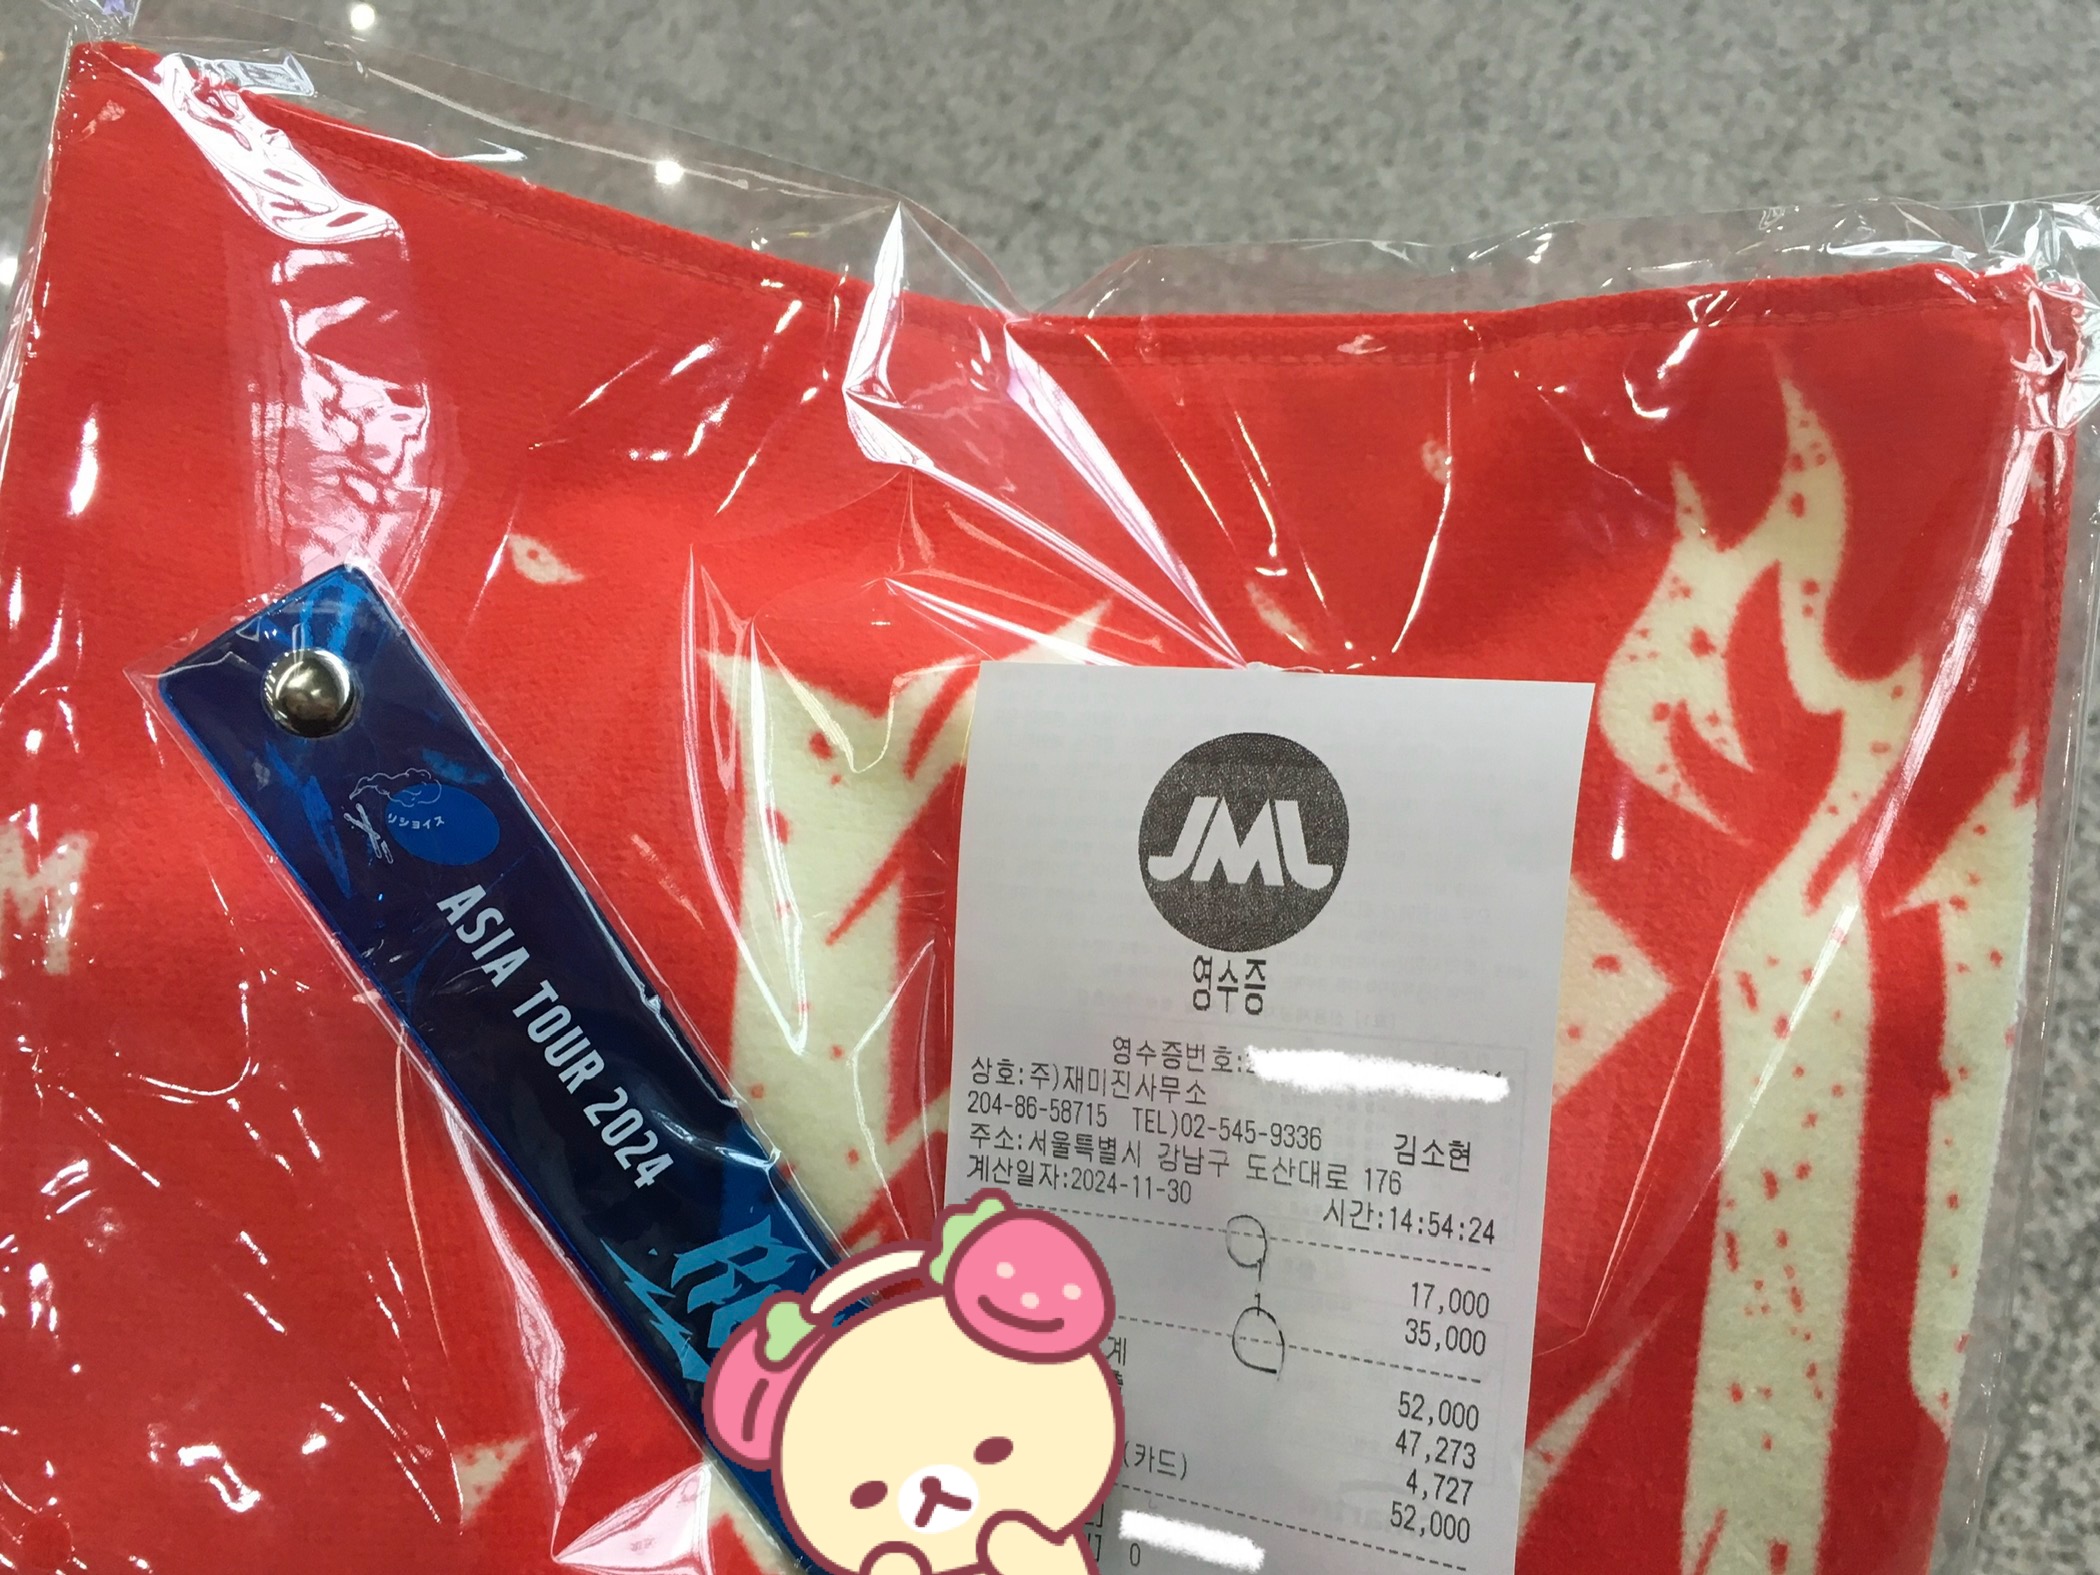 リショイス
ASIA TOUR 2024
JML
영수증
영수증번호:
상호:주)재미진사무소
204-86-58715 TEL)02-545-9336 김소현
주소:서울특별시 강남구 도산대로 176
계산일자:2024-11-30 시간:14:54:24
17,000
1 35,000
계
52,000
47,273
(카드) 4,727
52,000
0